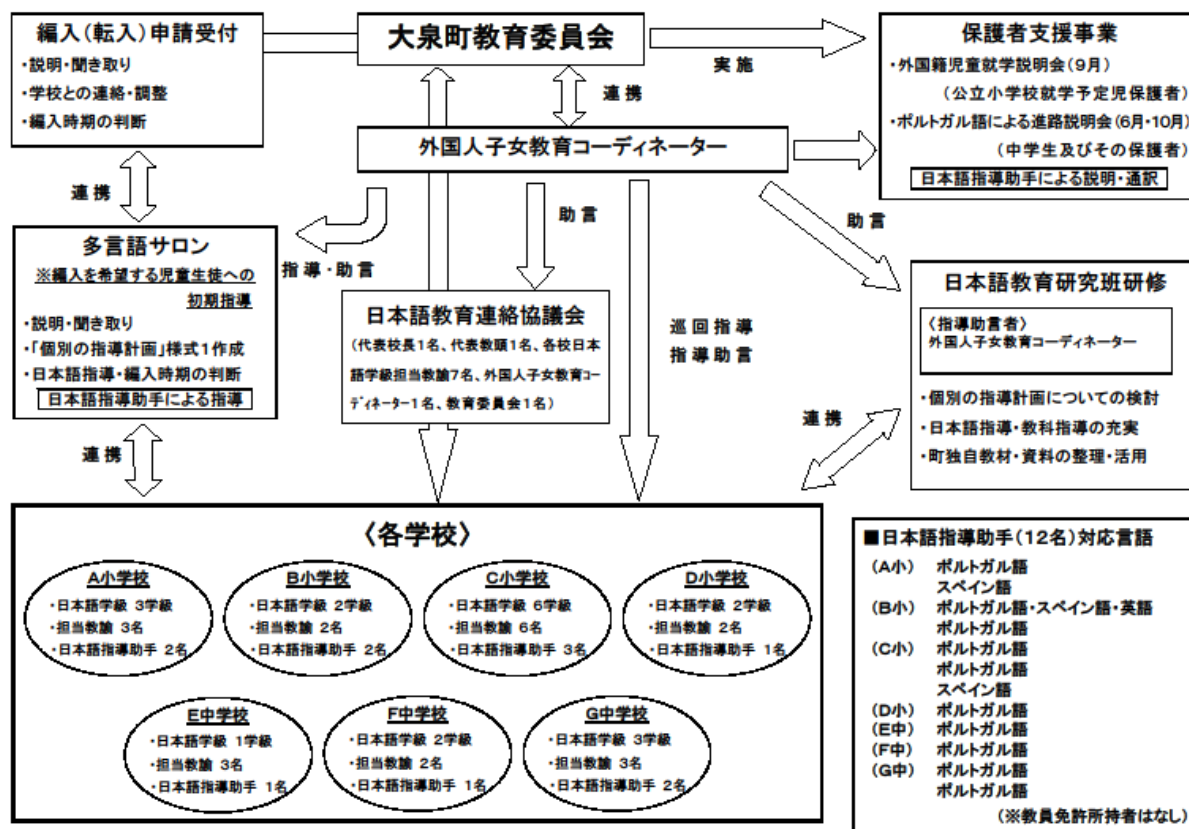 編入(転入)申請受付
・説明・聞き取り
・学校との連絡・調整
・編入時期の判断
大泉町教育委員会
実施
保護者支援事業
・外国籍児童就学説明会(9月)
(公立小学校就学予定児保護者)
・ポルトガル語による進路説明会(6月・10月)
(中学生及びその保護者)
日本語指導助手による説明・通訳
連携
外国人子女教育コーディネーター
連携
多言語サロン
※編入を希望する児童生徒への
初期指導
・説明・聞き取り
・「個別の指導計画」様式1作成
・日本語指導・編入時期の判断
日本語指導助手による指導
指導・助言
助言
日本語教育連絡協議会
(代表校長1名、代表教頭1名、各校日本
語学級担当教諭7名、外国人子女教育コー
ディネーター1名、教育委員会1名)
巡回指導
指導助言
助言
日本語教育研究班研修
〈指導助言者〉
外国人子女教育コーディネーター
・個別の指導計画についての検討
・日本語指導・教科指導の充実
・町独自教材・資料の整理・活用
連携
連携
〈各学校〉
A小学校
・日本語学級 3学級
・担当教諭 3名
・日本語指導助手 2名
B小学校
・日本語学級 2学級
・担当教諭 2名
・日本語指導助手 2名
C小学校
・日本語学級 6学級
・担当教諭 6名
・日本語指導助手 3名
D小学校
・日本語学級 2学級
・担当教諭 2名
・日本語指導助手 1名
E中学校
・日本語学級 1学級
・担当教諭 3名
・日本語指導助手 1名
F中学校
・日本語学級 2学級
・担当教諭 2名
・日本語指導助手 1名
G中学校
・日本語学級 3学級
・担当教諭 3名
・日本語指導助手 2名
■日本語指導助手(12名)対応言語
(A小) ポルトガル語
スペイン語
(B小) ポルトガル語・スペイン語・英語
ポルトガル語
(C小) ポルトガル語
ポルトガル語
スペイン語
(D小) ポルトガル語
(E中) ポルトガル語
(F中) ポルトガル語
(G中) ポルトガル語
ポルトガル語
(※教員免許所持者はなし)